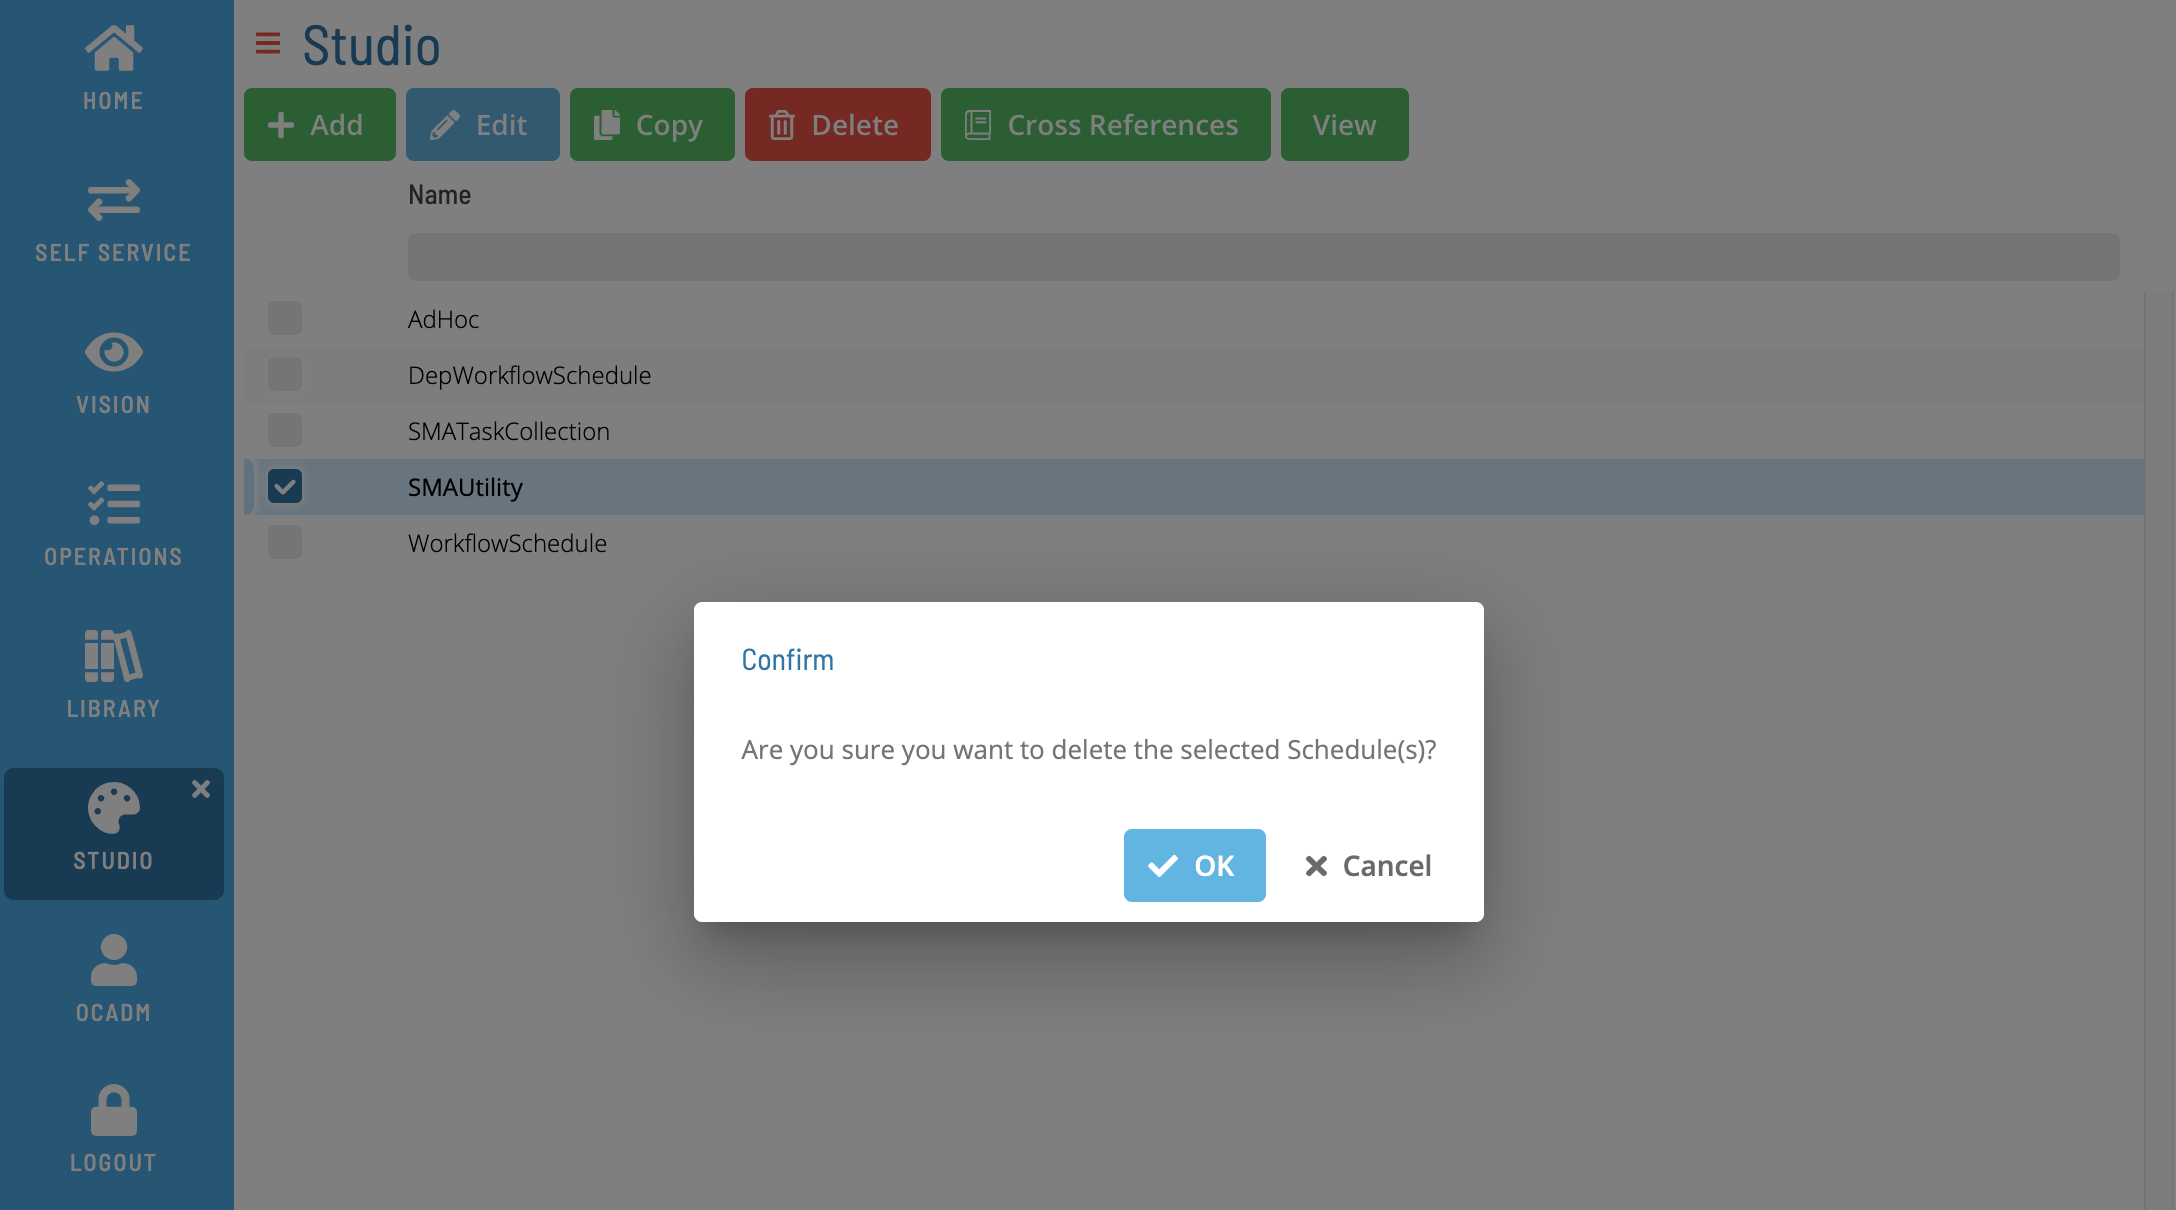 Studio
Add Edit Copy Delete Cross References View
Name
AdHoc
DepWorkflowSchedule
SMATaskCollection
SMAUtility
WorkflowSchedule
HOME
SELF SERVICE
VISION
OPERATIONS
LIBRARY
STUDIO
OCADM
LOGOUT
Confirm
Are you sure you want to delete the selected Schedule(s)?
OK Cancel